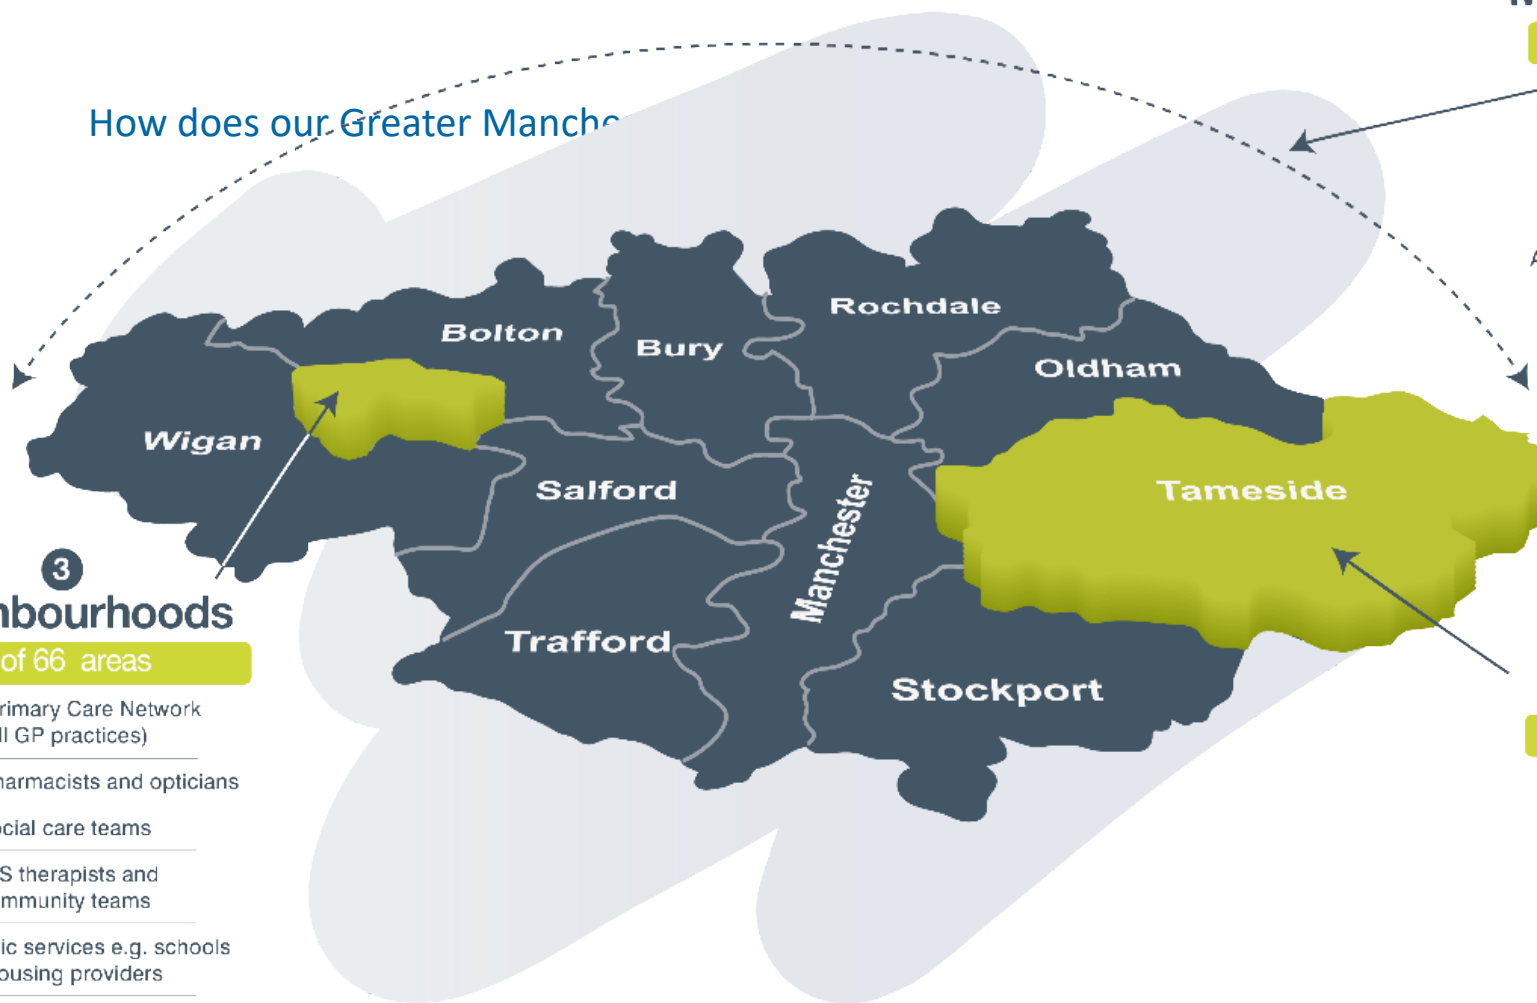 How does our Greater Manche
Rochdale
Bolton
Bury
Oldham
Wigan
Salford
Tameside
Manchester
Trafford
Stockport
3
nbourhoods
of 66 areas
rimary Care Network
ll GP practices)
harmacists and opticians
ocial care teams
S therapists and
mmunity teams
ic services e.g. schools
ousing providers